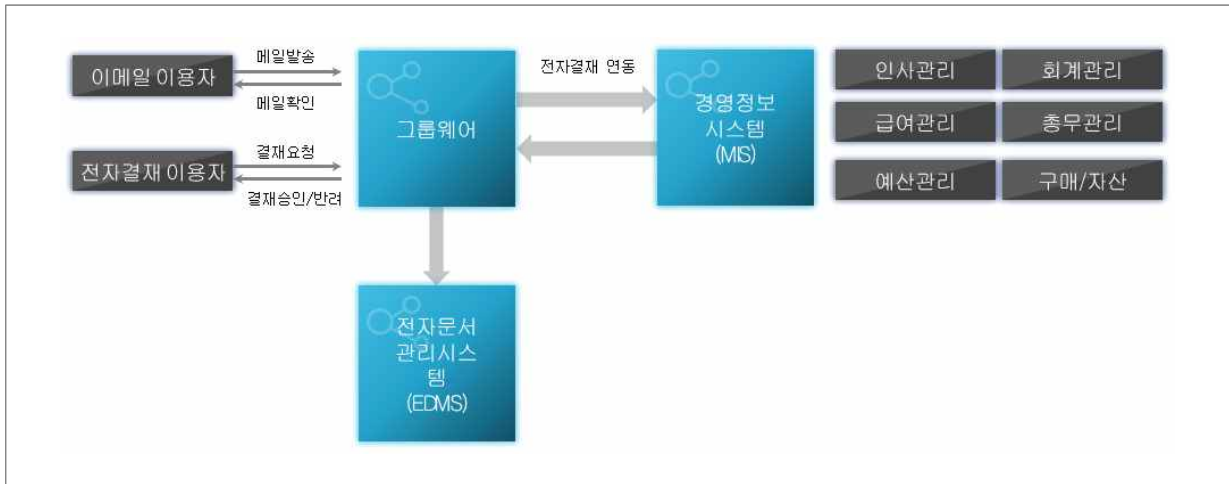 이메일 이용자
메일발송
메일확인
전자결재 이용자
결재요청
결재승인/반려
그룹웨어
전자결재 연동
경영정보
시스템
(MIS)
인사관리
회계관리
급여관리
총무관리
예산관리
구매/자산
전자문서
관리시스
템
(EDMS)